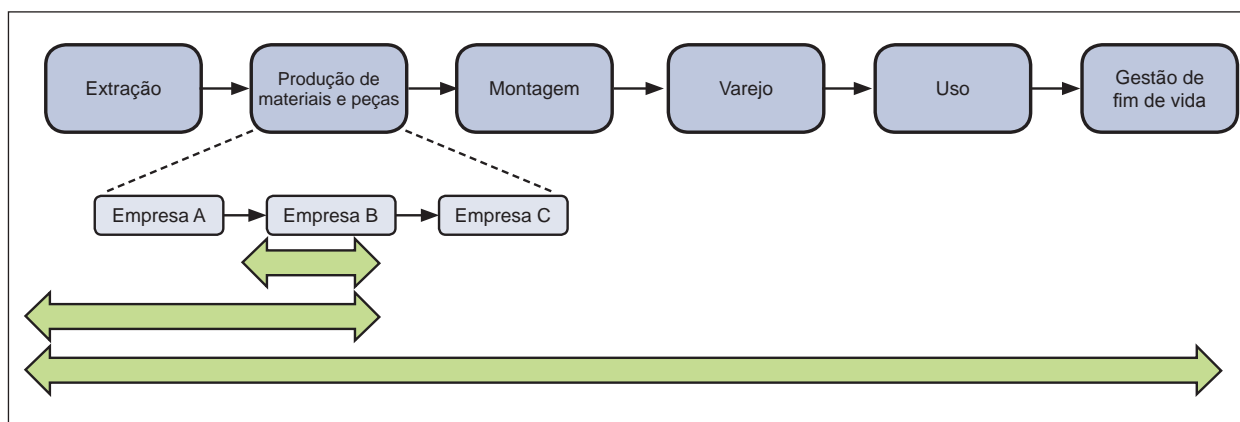 Extração
Produção de
materiais e peças
Montagem
Varejo
Uso
Gestão de
fim de vida
Empresa A
Empresa B
Empresa C